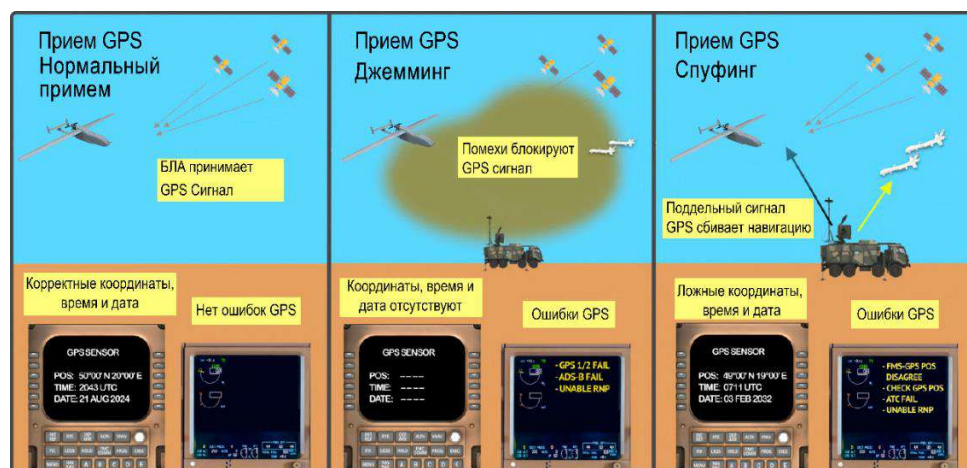 Прием GPS
Нормальный
примем
БЛА принимает
GPS Сигнал
Корректные координаты,
время и дата
Нет ошибок GPS
GPS SENSOR
POS: 50°00' N 20°00' E
TIME: 2043 UTC
DATE: 21 AUG 2024
Прием GPS
Джемминг
Помехи блокируют
GPS сигнал
Координаты, время и
дата отсутствуют
Ошибки GPS
GPS SENSOR
POS: ----
TIME: ----
DATE: ----
- GPS 1/2 FAIL
- ADS-B FAIL
- UNABLE RNP
Прием GPS
Спуфинг
Поддельный сигнал
GPS сбивает навигацию
Ложные координаты,
время и дата
Ошибки GPS
GPS SENSOR
POS: 49°00' N 19°00' E
TIME: 0711 UTC
DATE: 03 FEB 2032
- FMS-GPS POS
DISAGREE
- CHECK GPS POS
- ATC FAIL
- UNABLE RNP